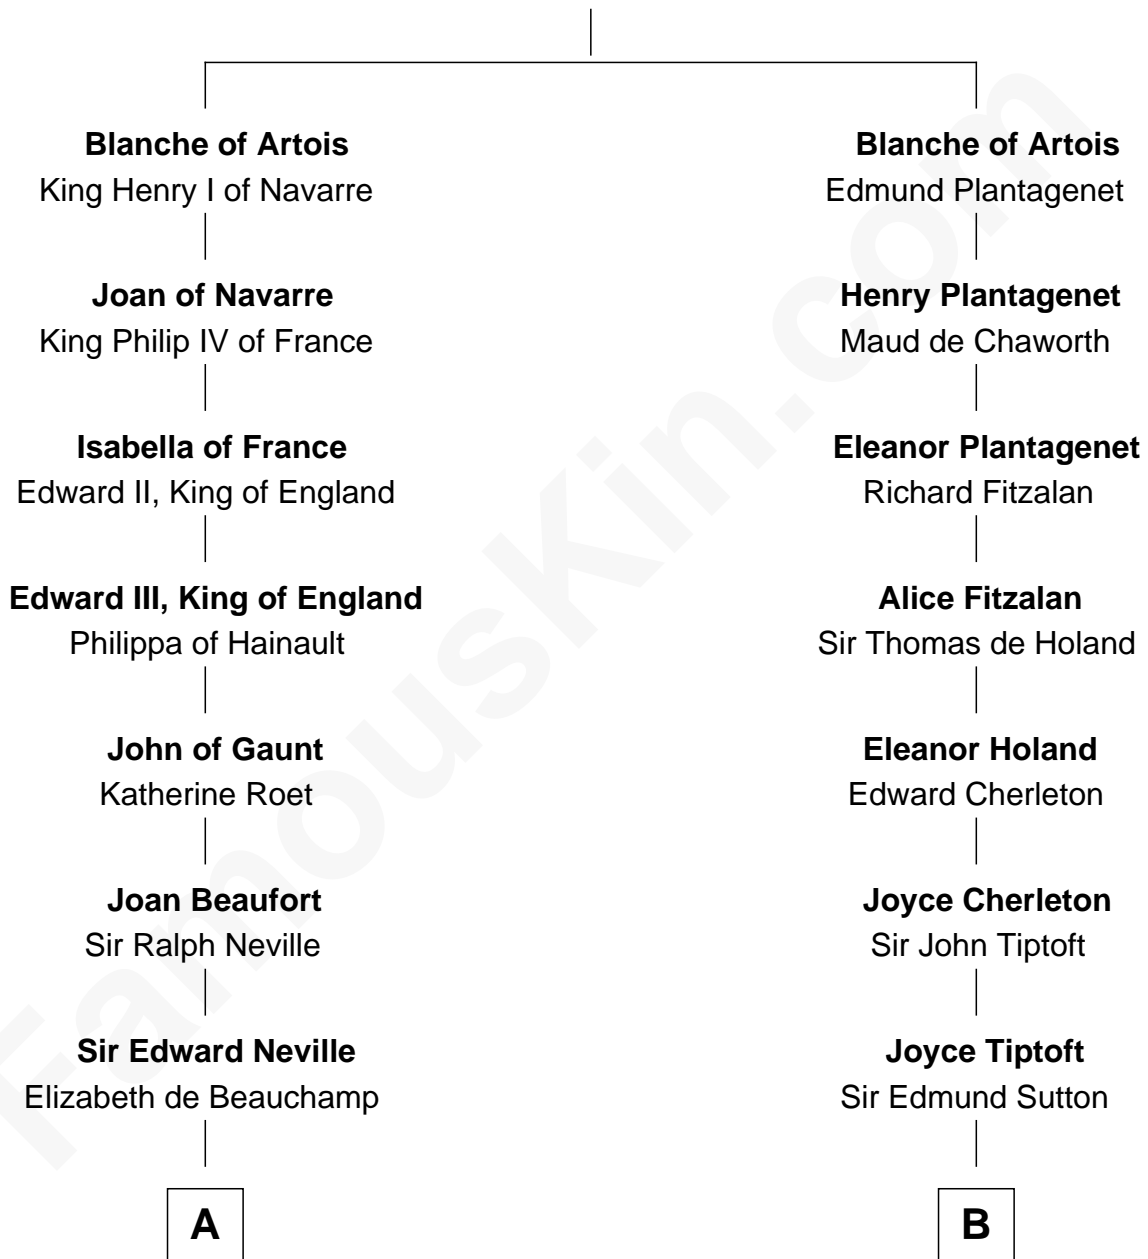 Blanche of Artois
King Henry I of Navarre
Joan of Navarre
King Philip IV of France
Isabella of France
Edward II, King of England
Edward III, King of England
Philippa of Hainault
John of Gaunt
Katherine Roet
Joan Beaufort
Sir Ralph Neville
Sir Edward Neville
Elizabeth de Beauchamp
A
Blanche of Artois
Edmund Plantagenet
Henry Plantagenet
Maud de Chaworth
Eleanor Plantagenet
Richard Fitzalan
Alice Fitzalan
Sir Thomas de Holand
Eleanor Holand
Edward Cherleton
Joyce Cherleton
Sir John Tiptoft
Joyce Tiptoft
Sir Edmund Sutton
B
FamousKin.com